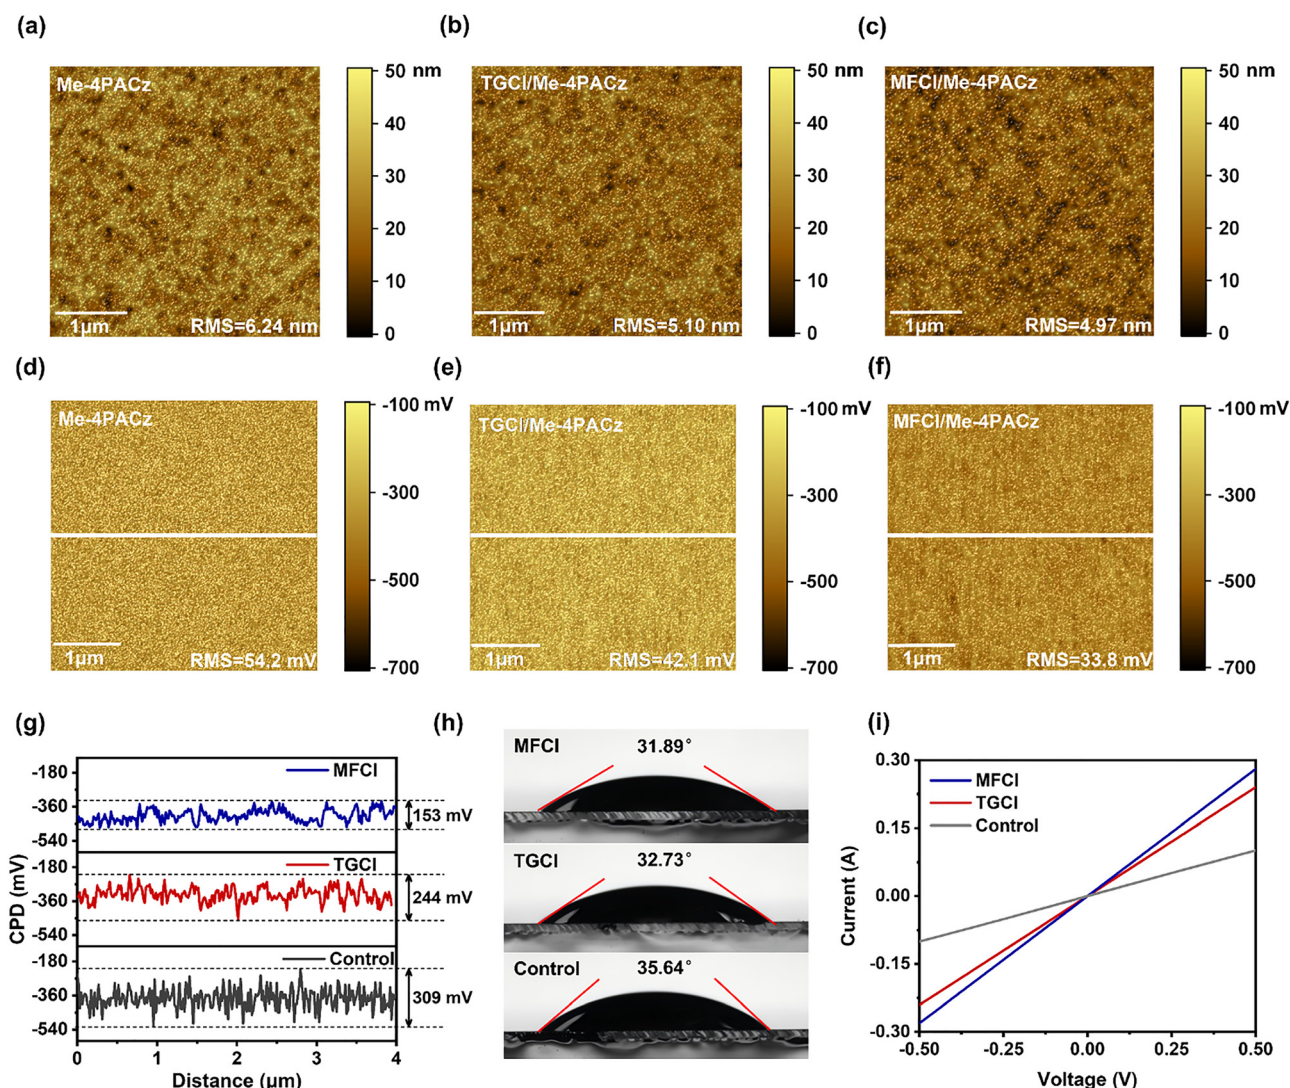 (a)
Me-4PACz
1μm
RMS=6.24 nm
50 nm
40
30
20
10
0
(b)
TGCl/Me-4PACz
1μm
RMS=5.10 nm
50 nm
40
30
20
10
0
(c)
MFCl/Me-4PACz
1μm
RMS=4.97 nm
50 nm
40
30
20
10
0
(d)
Me-4PACz
1μm
RMS=54.2 mV
-100 mV
-300
-500
-700
(e)
TGCl/Me-4PACz
1μm
RMS=42.1 mV
-100 mV
-300
-500
-700
(f)
MFCl/Me-4PACz
1μm
RMS=33.8 mV
-100 mV
-300
-500
-700
(g)
CPD (mV)
-180
-360
-540
MFCl
153 mV
-180
-360
-540
TGCl
244 mV
-180
-360
-540
Control
309 mV
0 1 2 3 4
Distance (μm)
(h)
MFCl 31.89°
TGCl 32.73°
Control 35.64°
(i)
Current (A)
0.30
0.15
0.00
-0.15
-0.30
MFCl
TGCl
Control
-0.50 -0.25 0.00 0.25 0.50
Voltage (V)